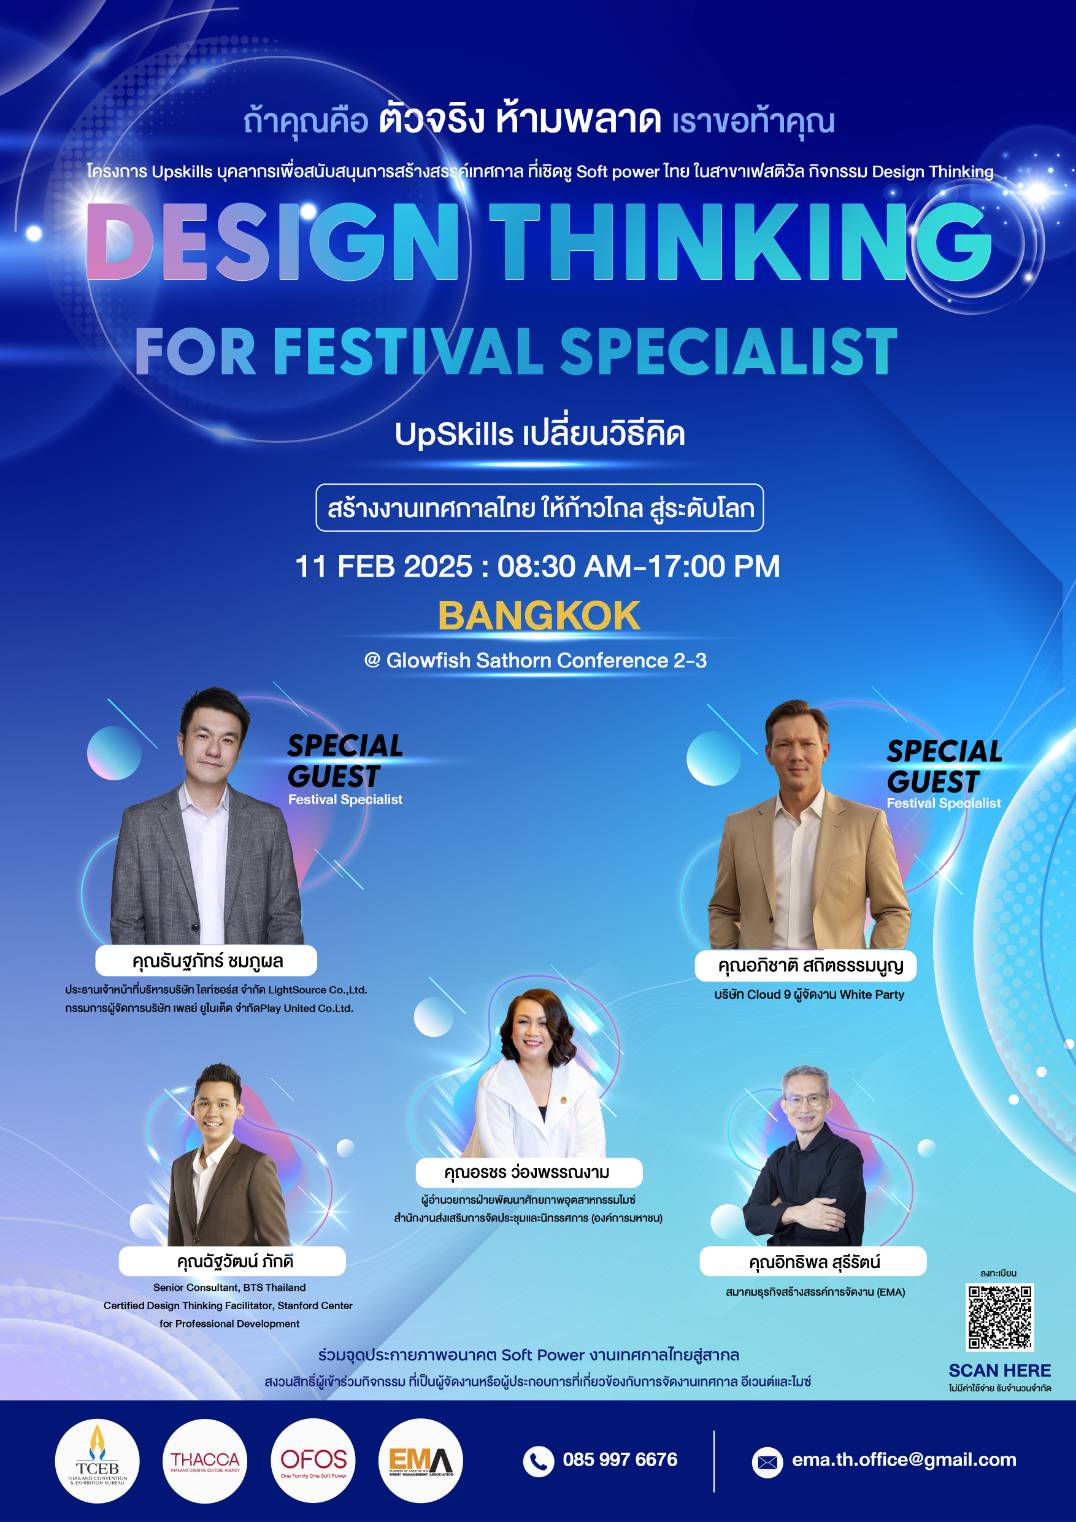 ถ้าคุณคือ ตัวจริง ห้ามพลาด เราขอท้าคุณ
โครงการ Upskills บุคลากรเพื่อสนับสนุนการสร้างสรรค์เทศกาล ที่เชิดชู Soft power ไทย ในสาขาเฟสติวัล กิจกรรม Design Thinking
DESIGN THINKING
FOR FESTIVAL SPECIALIST
UpSkills เปลี่ยนวิธีคิด
สร้างงานเทศกาลไทย ให้ก้าวไกล สู่ระดับโลก
11 FEB 2025 : 08:30 AM-17:00 PM
BANGKOK
@ Glowfish Sathorn Conference 2-3
SPECIAL
GUEST
Festival Specialist
SPECIAL
GUEST
Festival Specialist
คุณธันฐภัทร์ ชมภูผล
ประธานเจ้าหน้าที่บริหารบริษัท ไลท์ซอร์ส จำกัด LightSource Co.,Ltd.
กรรมการผู้จัดการบริษัท เพลย์ ยูไนเต็ด จำกัดPlay United Co.Ltd.
คุณอภิชาติ สถิตธรรมนูญ
บริษัท Cloud 9 ผู้จัดงาน White Party
คุณอรชร ว่องพรรณงาม
ผู้อำนวยการฝ่ายพัฒนาศักยภาพอุตสาหกรรมไมซ์
สำนักงานส่งเสริมการจัดประชุมและนิทรรศการ (องค์การมหาชน)
คุณฉัฐวัฒน์ ภักดี
Senior Consultant, BTS Thailand
Certified Design Thinking Facilitator, Stanford Center
for Professional Development
คุณอิทธิพล สุรีรัตน์
สมาคมธุรกิจสร้างสรรค์การจัดงาน (EMA)
ลงทะเบียน
SCAN HERE
ไม่มีค่าใช้จ่าย รับจำนวนจำกัด
ร่วมจุดประกายภาพอนาคต Soft Power งานเทศกาลไทยสู่สากล
สงวนสิทธิ์ผู้เข้าร่วมกิจกรรม ที่เป็นผู้จัดงานหรือผู้ประกอบการที่เกี่ยวข้องกับการจัดงานเทศกาล อีเวนต์และไมซ์
TCEB
THAILAND CONVENTION
& EXHIBITION BUREAU
THACCA
THAILAND CREATIVE CULTURE AGENCY
OFOS
One Family One Soft Power
EMA
EVENT MANAGEMENT ASSOCIATION
085 997 6676
ema.th.office@gmail.com